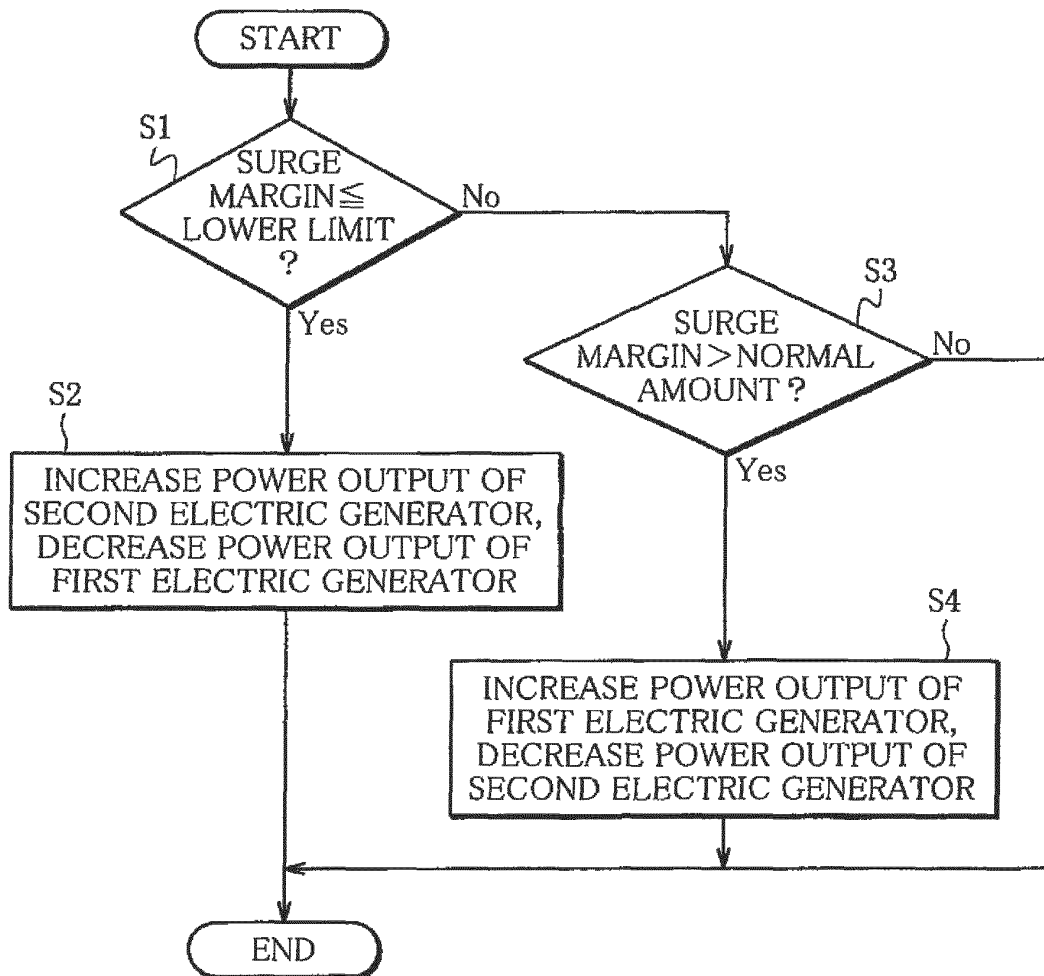 START
S1
SURGE
MARGIN≦
LOWER LIMIT
?
No
Yes
S3
SURGE
MARGIN>NORMAL
AMOUNT?
No
Yes
S2
INCREASE POWER OUTPUT OF
SECOND ELECTRIC GENERATOR,
DECREASE POWER OUTPUT OF
FIRST ELECTRIC GENERATOR
S4
INCREASE POWER OUTPUT OF
FIRST ELECTRIC GENERATOR,
DECREASE POWER OUTPUT OF
SECOND ELECTRIC GENERATOR
END